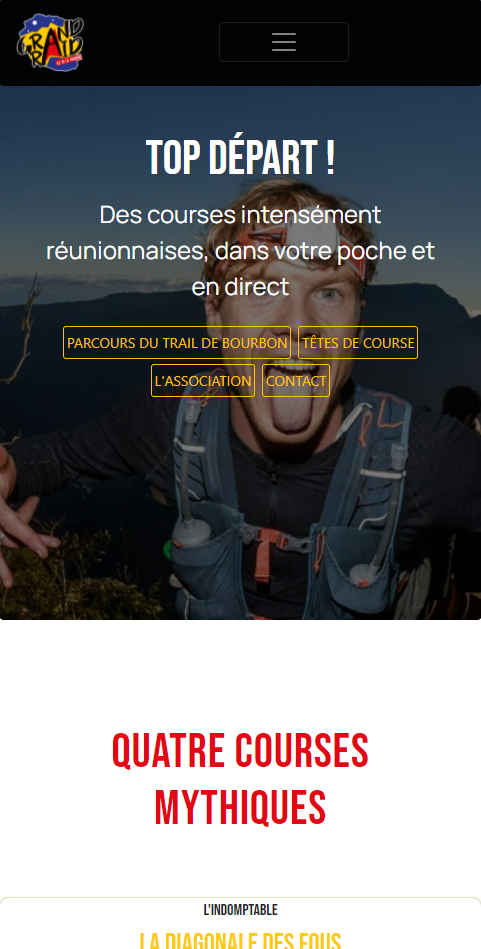 GRAND
RAID
TOP DÉPART !
Des courses intensément
réunionnaises, dans votre poche et
en direct
PARCOURS DU TRAIL DE BOURBON TÊTES DE COURSE
L'ASSOCIATION CONTACT
QUATRE COURSES
MYTHIQUES
L'INDOMPTABLE
LA DIAGONALE DES FOUS